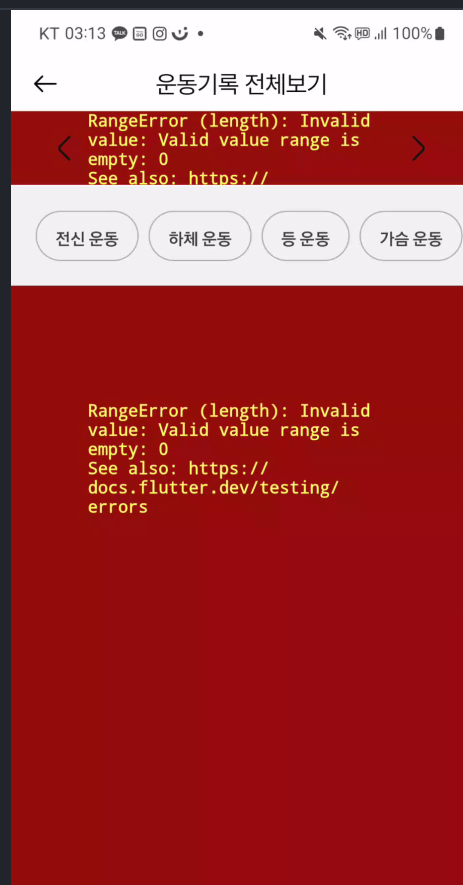 KT 03:13
HD 100%
운동기록 전체보기
RangeError (length): Invalid
value: Valid value range is
empty: 0
See also: https://
전신 운동 하체 운동 등 운동 가슴 운동
RangeError (length): Invalid
value: Valid value range is
empty: 0
See also: https://
docs.flutter.dev/testing/
errors